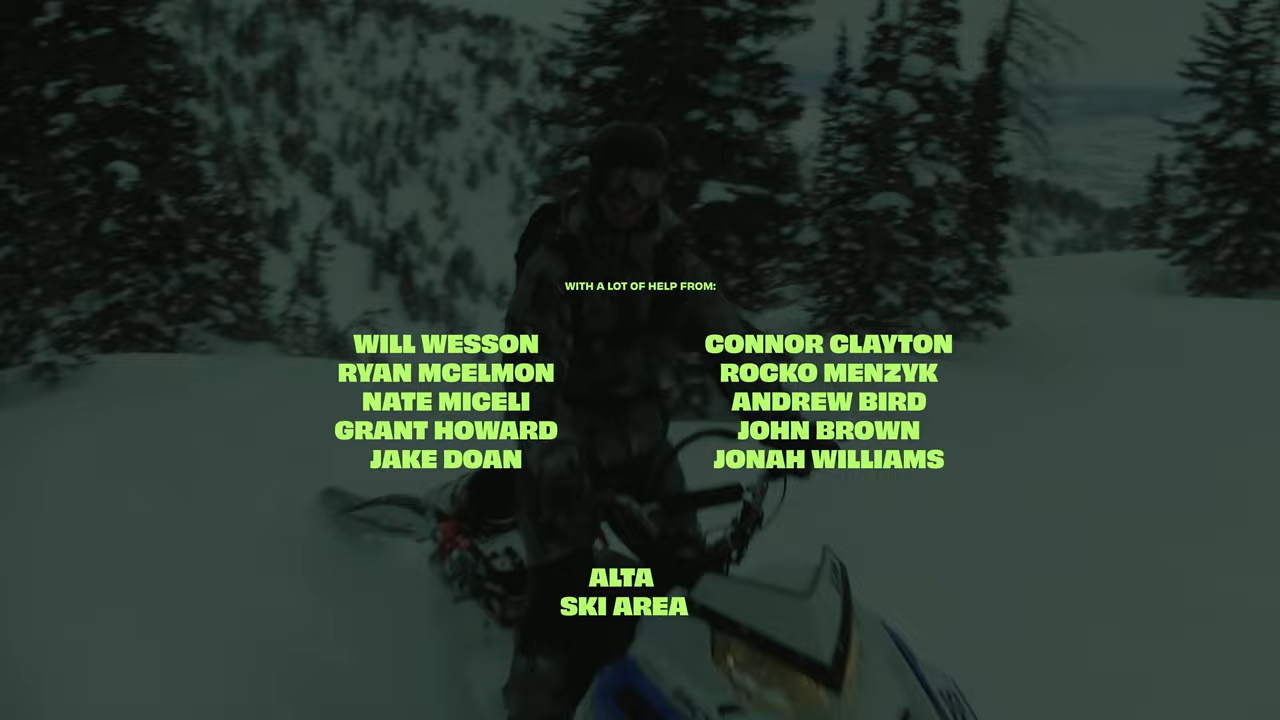 WITH A LOT OF HELP FROM:
WILL WESSON
RYAN MCELMON
NATE MICELI
GRANT HOWARD
JAKE DOAN
CONNOR CLAYTON
ROCKO MENZYK
ANDREW BIRD
JOHN BROWN
JONAH WILLIAMS
ALTA
SKI AREA